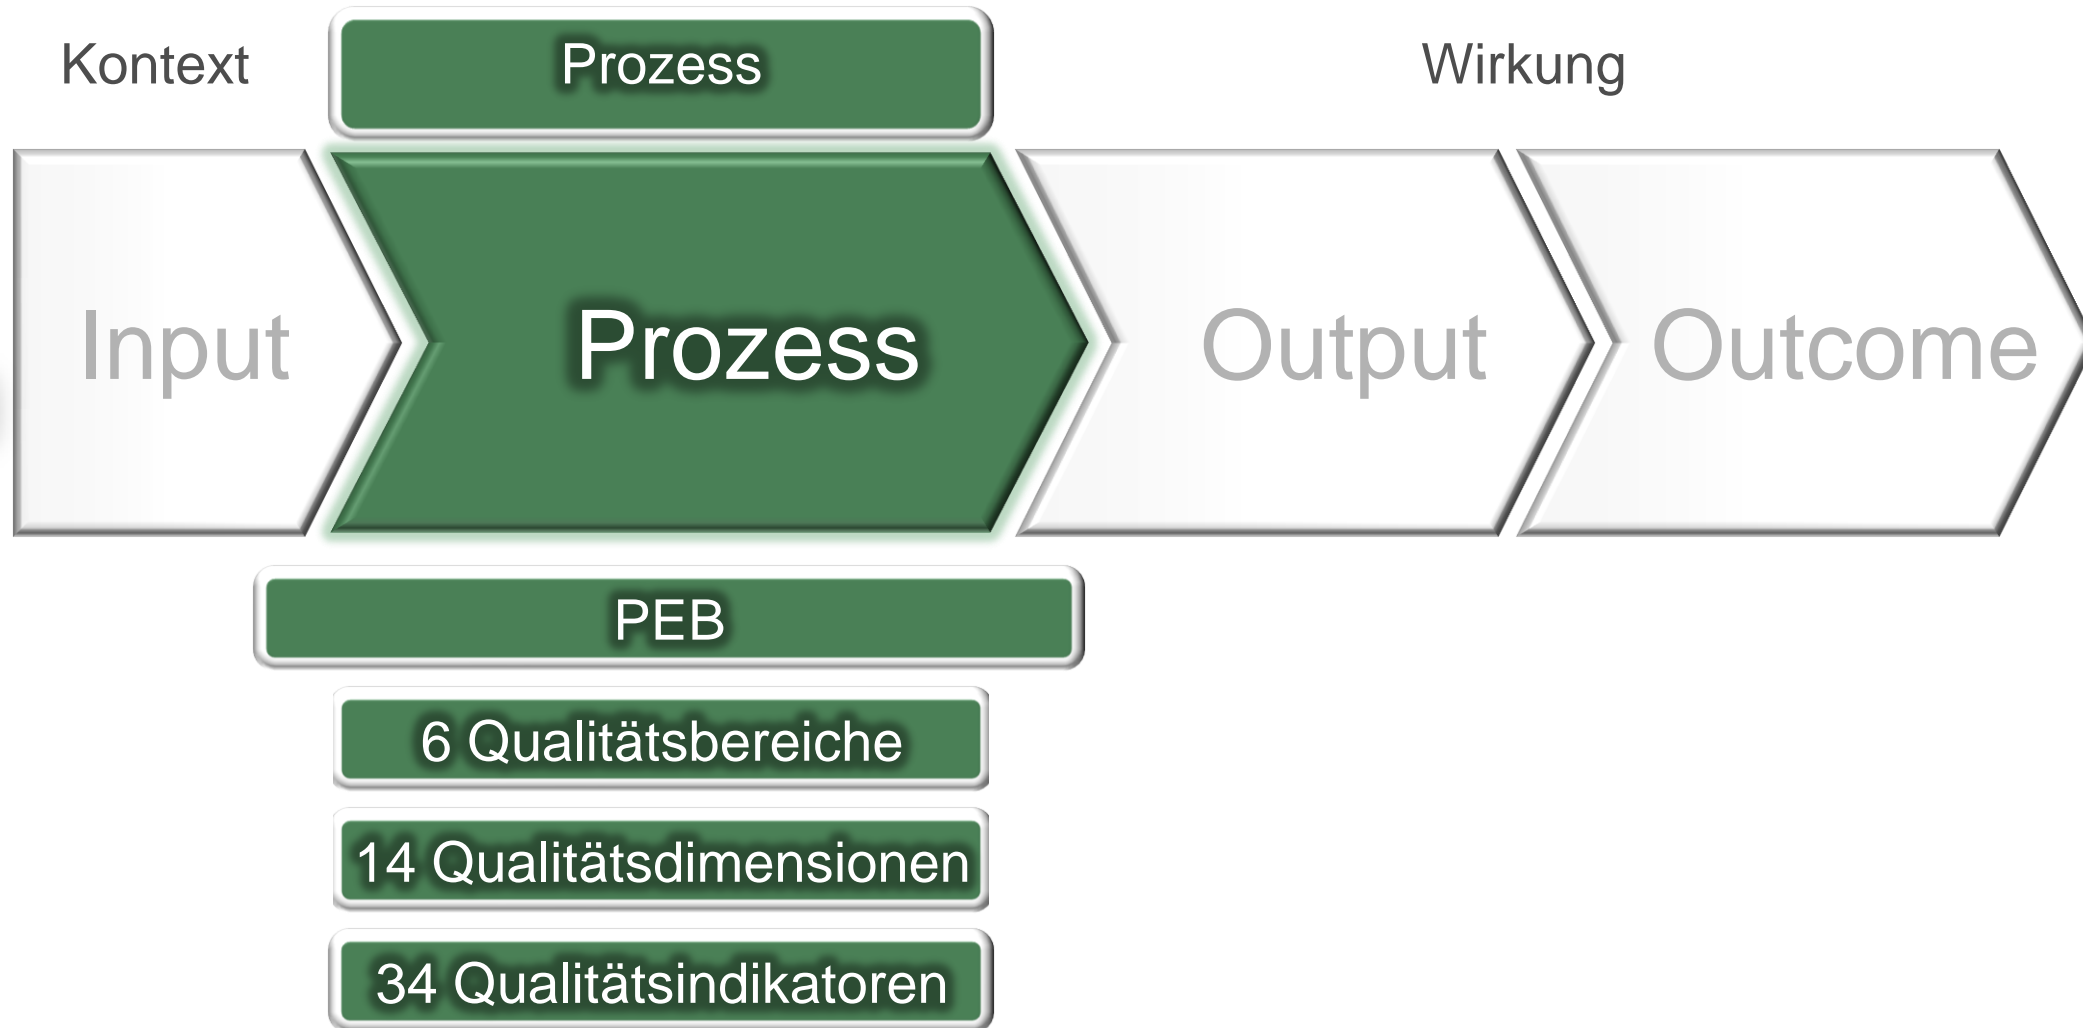 Kontext
Prozess
Wirkung
Input
Prozess
Output
Outcome
PEB
6 Qualitätsbereiche
14 Qualitätsdimensionen
34 Qualitätsindikatoren